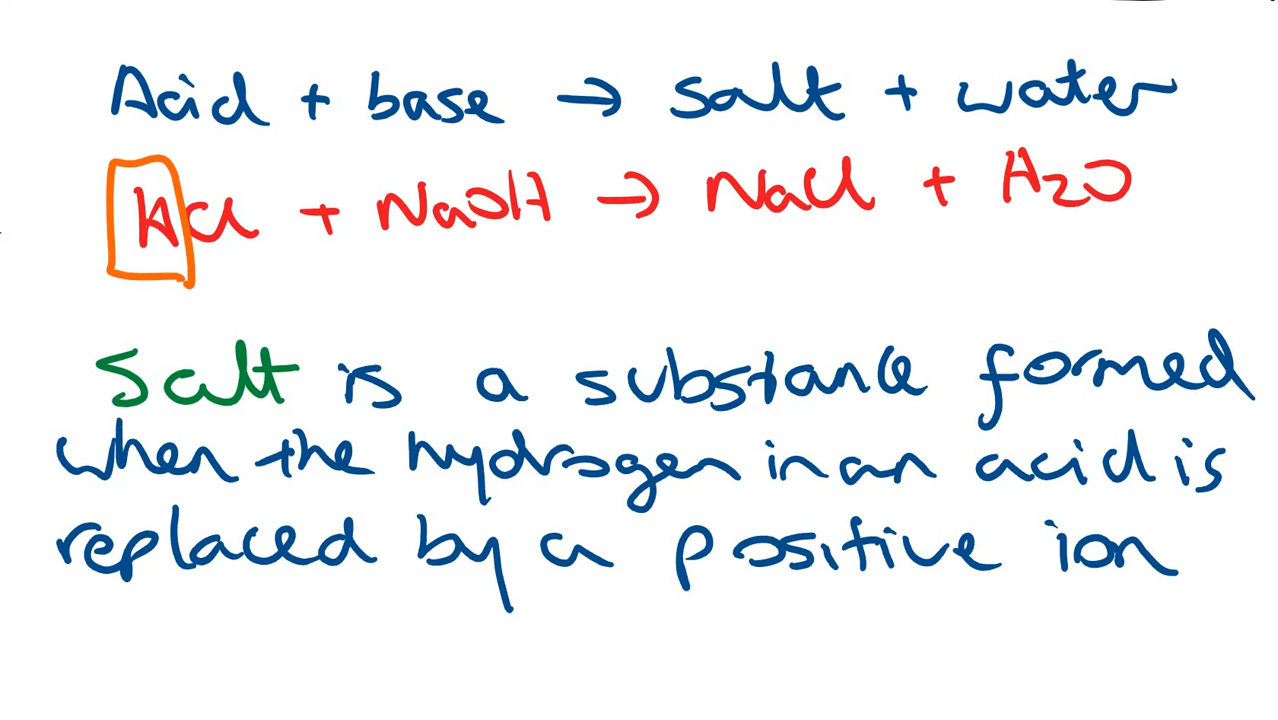 Acid + base → salt + water
HCl + NaOH → NaCl + H2O
Salt is a substance formed
when the hydrogen in an acid is
replaced by a positive ion